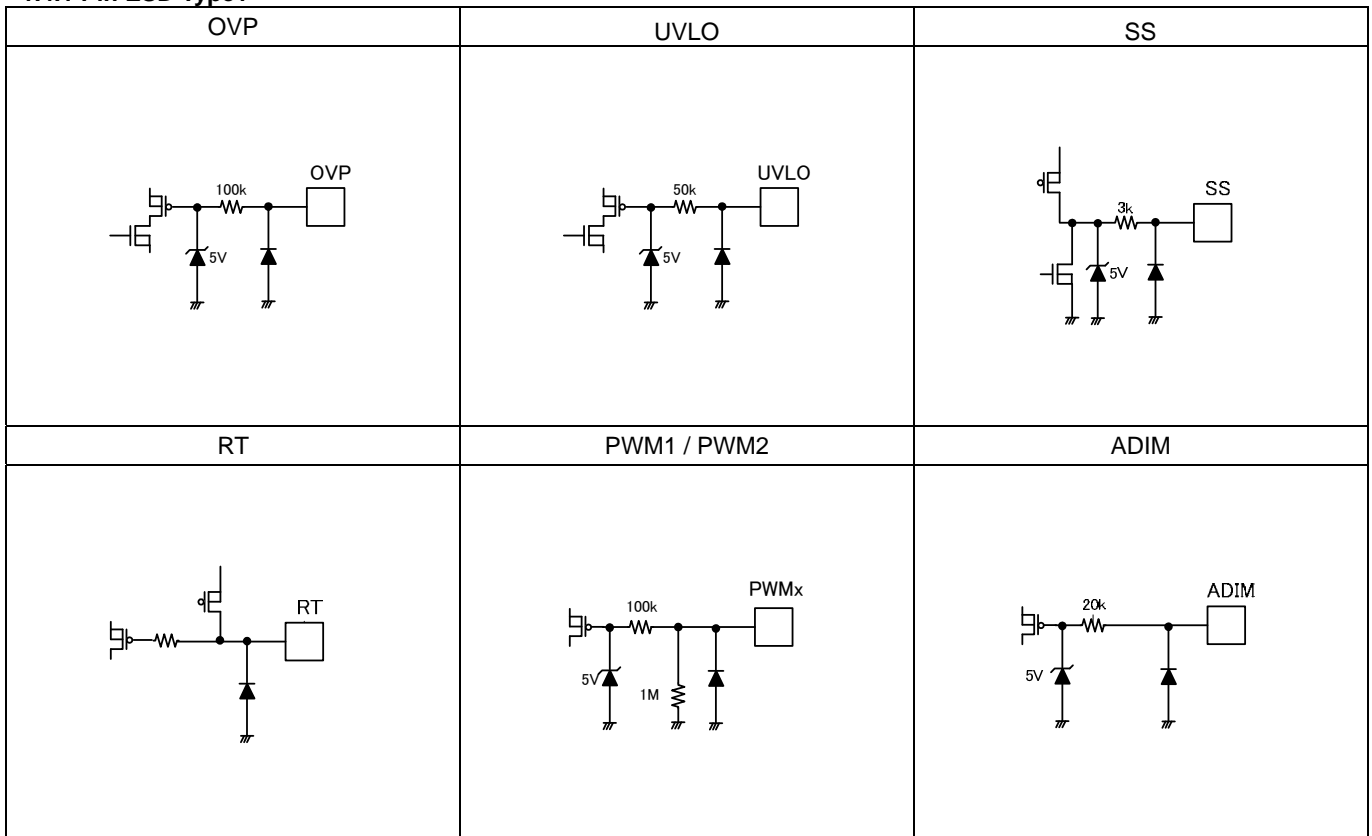 OVP
UVLO
SS
OVP
100k
5V
UVLO
50k
5V
SS
3k
5V
RT
PWM1 / PWM2
ADIM
RT
PWMx
100k
5V
1M
ADIM
20k
5V